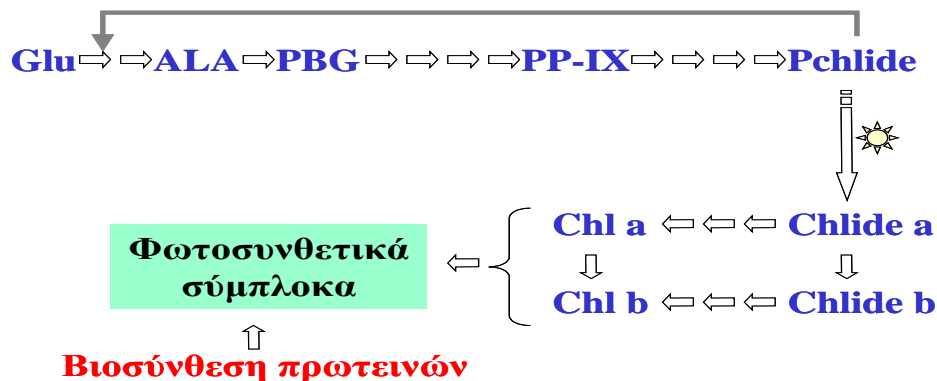 Glu ALA PBG PP-IX Pchlide
Chl a Chlide a
Φωτοσυνθετικά
σύμπλοκα
Chl b Chlide b
Βιοσύνθεση πρωτεινών